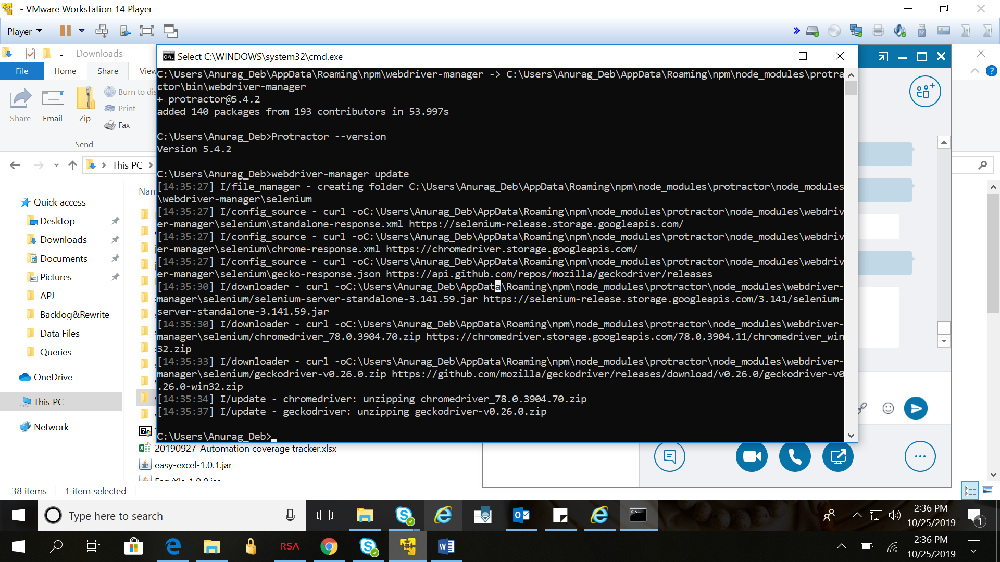 - VMware Workstation 14 Player
Player
Downloads
File
Home
Share
View
Share
Email
Zip
Burn to dis
Print
Fax
Send
This PC
Nam
Quick access
Desktop
Downloads
Documents
Pictures
APJ
Backlog&Rewrite
Data Files
Queries
OneDrive
This PC
Network
20190927_Automation coverage tracker.xlsx
easy-excel-1.0.1.jar
EasyXls-1.0.0.jar
38 items
1 item selected
Select C:\WINDOWS\system32\cmd.exe
C:\Users\Anurag_Deb\AppData\Roaming\npm\webdriver-manager -> C:\Users\Anurag_Deb\AppData\Roaming\npm\node_modules\protra
ctor\bin\webdriver-manager
+ protractor@5.4.2
added 140 packages from 193 contributors in 53.997s
C:\Users\Anurag_Deb>Protractor --version
Version 5.4.2
C:\Users\Anurag_Deb>webdriver-manager update
[14:35:27] I/file_manager - creating folder C:\Users\Anurag_Deb\AppData\Roaming\npm\node_modules\protractor\node_modules
\webdriver-manager\selenium
[14:35:27] I/config_source - curl -oC:\Users\Anurag_Deb\AppData\Roaming\npm\node_modules\protractor\node_modules\webdriv
er-manager\selenium\standalone-response.xml https://selenium-release.storage.googleapis.com/
[14:35:27] I/config_source - curl -oC:\Users\Anurag_Deb\AppData\Roaming\npm\node_modules\protractor\node_modules\webdriv
er-manager\selenium\chrome-response.xml https://chromedriver.storage.googleapis.com/
[14:35:27] I/config_source - curl -oC:\Users\Anurag_Deb\AppData\Roaming\npm\node_modules\protractor\node_modules\webdriv
er-manager\selenium\gecko-response.json https://api.github.com/repos/mozilla/geckodriver/releases
[14:35:30] I/downloader - curl -oC:\Users\Anurag_Deb\AppData\Roaming\npm\node_modules\protractor\node_modules\webdriver-
manager\selenium/selenium-server-standalone-3.141.59.jar https://selenium-release.storage.googleapis.com/3.141/selenium-
server-standalone-3.141.59.jar
[14:35:30] I/downloader - curl -oC:\Users\Anurag_Deb\AppData\Roaming\npm\node_modules\protractor\node_modules\webdriver-
manager\selenium/chromedriver_78.0.3904.70.zip https://chromedriver.storage.googleapis.com/78.0.3904.11/chromedriver_win
32.zip
[14:35:33] I/downloader - curl -oC:\Users\Anurag_Deb\AppData\Roaming\npm\node_modules\protractor\node_modules\webdriver-
manager\selenium/geckodriver-v0.26.0.zip https://github.com/mozilla/geckodriver/releases/download/v0.26.0/geckodriver-v0
.26.0-win32.zip
[14:35:34] I/update - chromedriver: unzipping chromedriver_78.0.3904.70.zip
[14:35:37] I/update - geckodriver: unzipping geckodriver-v0.26.0.zip
C:\Users\Anurag_Deb>
Type here to search
2:36 PM
10/25/2019
1
RSA
2:36 PM
10/25/2019